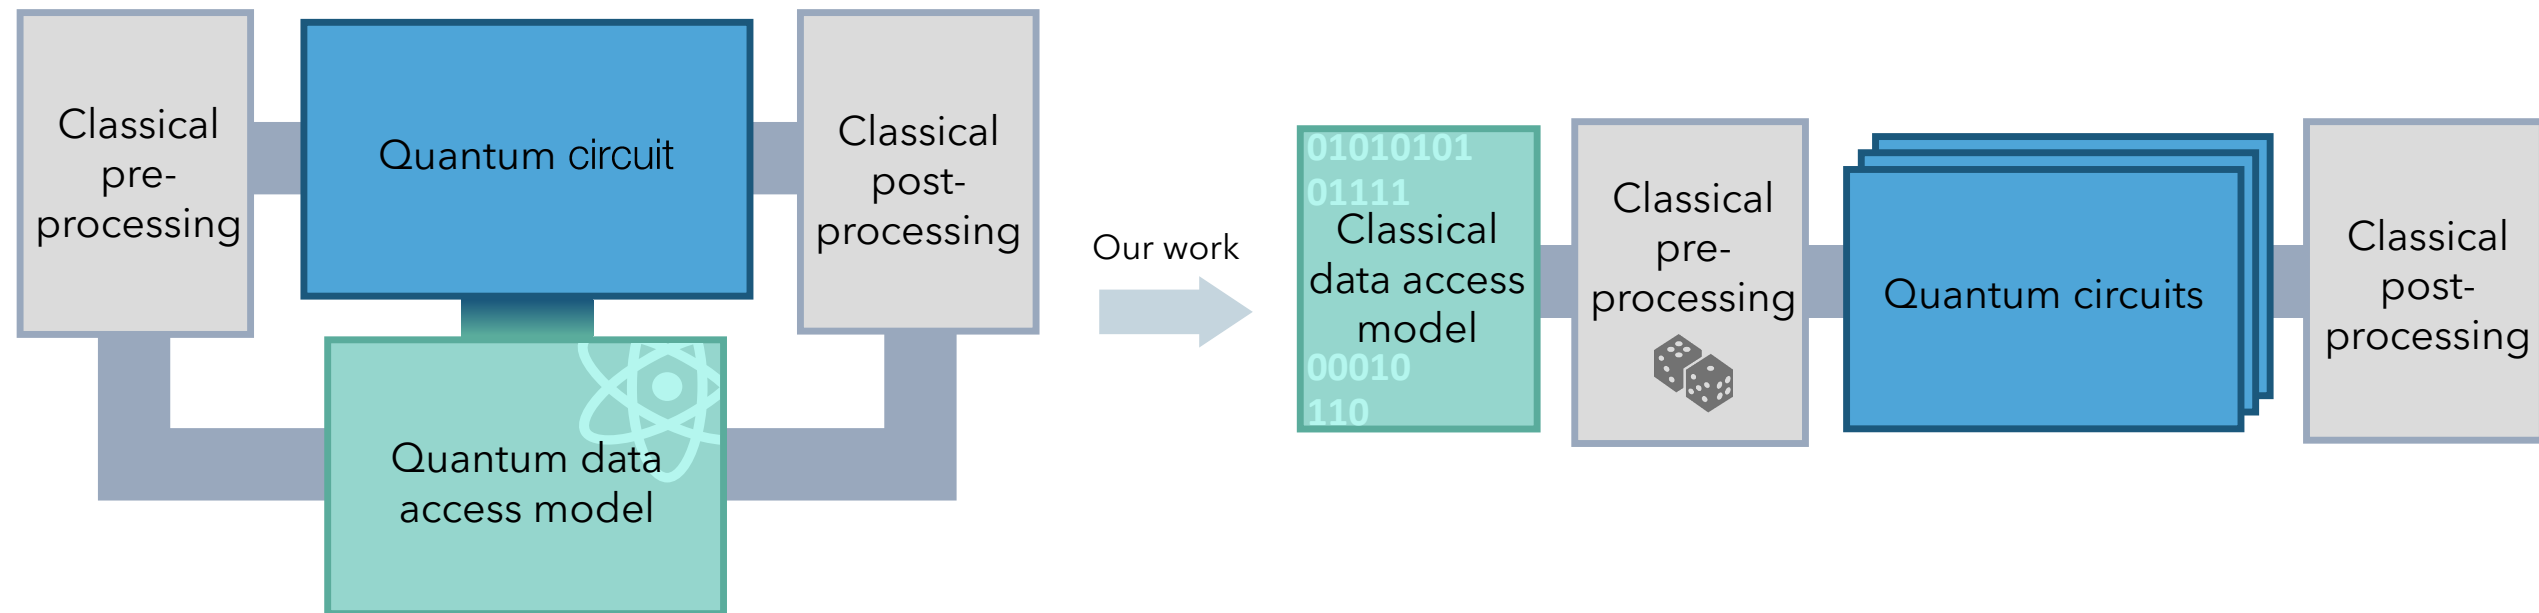 Classical
pre-
processing
Quantum circuit
Classical
post-
processing
Quantum data
access model
Our work
01010101
01111
Classical
data access
model
00010
110
Classical
pre-
processing
Quantum circuits
Classical
post-
processing